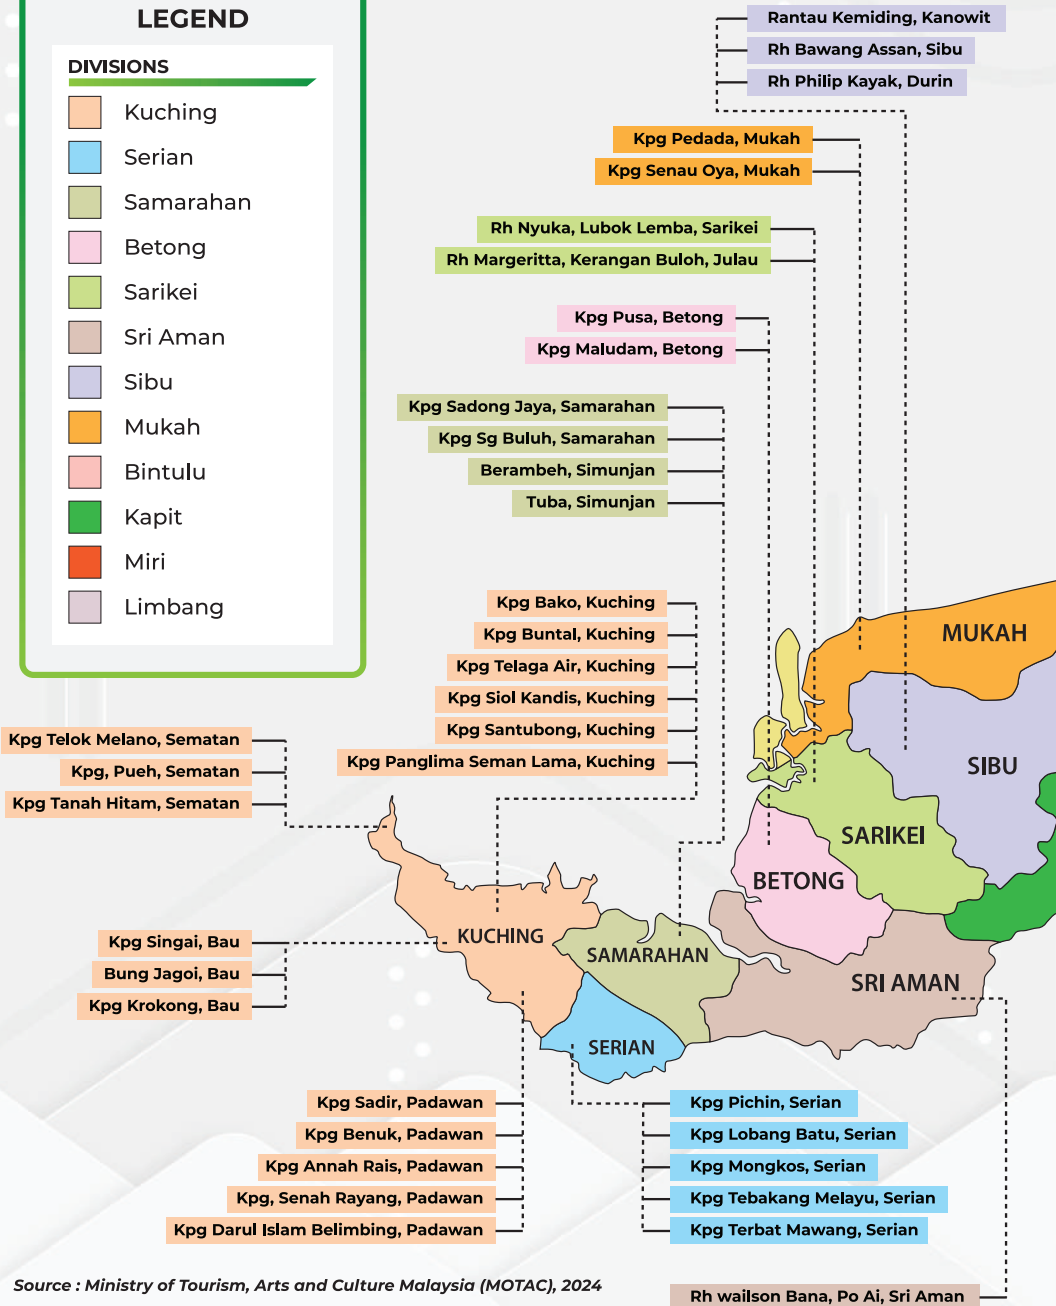 LEGEND
DIVISIONS
Kuching
Serian
Samarahan
Betong
Sarikei
Sri Aman
Sibu
Mukah
Bintulu
Kapit
Miri
Limbang
Rantau Kemiding, Kanowit
Rh Bawang Assan, Sibu
Rh Philip Kayak, Durin
Kpg Pedada, Mukah
Kpg Senau Oya, Mukah
Rh Nyuka, Lubok Lemba, Sarikei
Rh Margeritta, Kerangan Buloh, Julau
Kpg Pusa, Betong
Kpg Maludam, Betong
Kpg Sadong Jaya, Samarahan
Kpg Sg Buluh, Samarahan
Berambeh, Simunjan
Tuba, Simunjan
Kpg Bako, Kuching
Kpg Buntal, Kuching
Kpg Telaga Air, Kuching
Kpg Siol Kandis, Kuching
Kpg Santubong, Kuching
Kpg Panglima Seman Lama, Kuching
Kpg Telok Melano, Sematan
Kpg, Pueh, Sematan
Kpg Tanah Hitam, Sematan
MUKAH
SIBU
SARIKEI
BETONG
KUCHING
SAMARAHAN
SRI AMAN
SERIAN
Kpg Singai, Bau
Bung Jagoi, Bau
Kpg Krokong, Bau
Kpg Sadir, Padawan
Kpg Benuk, Padawan
Kpg Annah Rais, Padawan
Kpg, Senah Rayang, Padawan
Kpg Darul Islam Belimbing, Padawan
Kpg Pichin, Serian
Kpg Lobang Batu, Serian
Kpg Mongkos, Serian
Kpg Tebakang Melayu, Serian
Kpg Terbat Mawang, Serian
Rh wailson Bana, Po Ai, Sri Aman
Source : Ministry of Tourism, Arts and Culture Malaysia (MOTAC), 2024